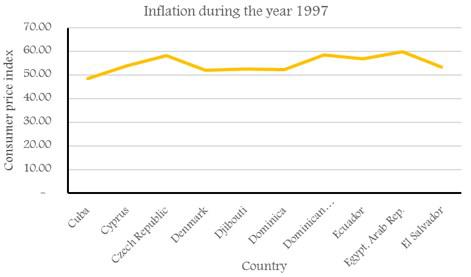 Inflation during the year 1997
Consumer price index
70.00
60.00
50.00
40.00
30.00
20.00
10.00
-
Cuba
Cyprus
Czech Republic
Denmark
Djibouti
Dominica
Dominican…
Ecuador
Egypt. Arab Rep.
El Salvador
Country